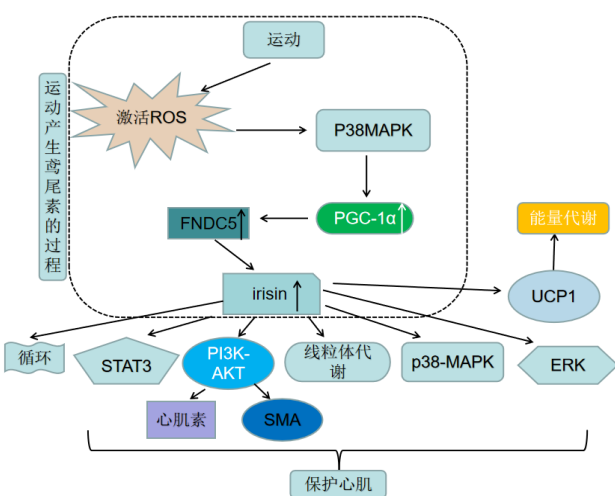 运动
运动产生鸢尾素的过程
激活ROS
P38MAPK
FNDC5
PGC-1α
能量代谢
irisin
UCP1
循环
STAT3
PI3K-
AKT
线粒体代
谢
p38-MAPK
ERK
心肌素
SMA
保护心肌